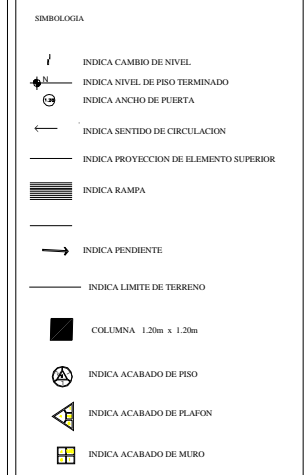 SIMBOLOGIA
INDICA CAMBIO DE NIVEL
N INDICA NIVEL DE PISO TERMINADO
1.20 INDICA ANCHO DE PUERTA
INDICA SENTIDO DE CIRCULACION
INDICA PROYECCION DE ELEMENTO SUPERIOR
INDICA RAMPA
INDICA PENDIENTE
INDICA LIMITE DE TERRENO
COLUMNA 1.20m x 1.20m
INDICA ACABADO DE PISO
INDICA ACABADO DE PLAFON
INDICA ACABADO DE MURO